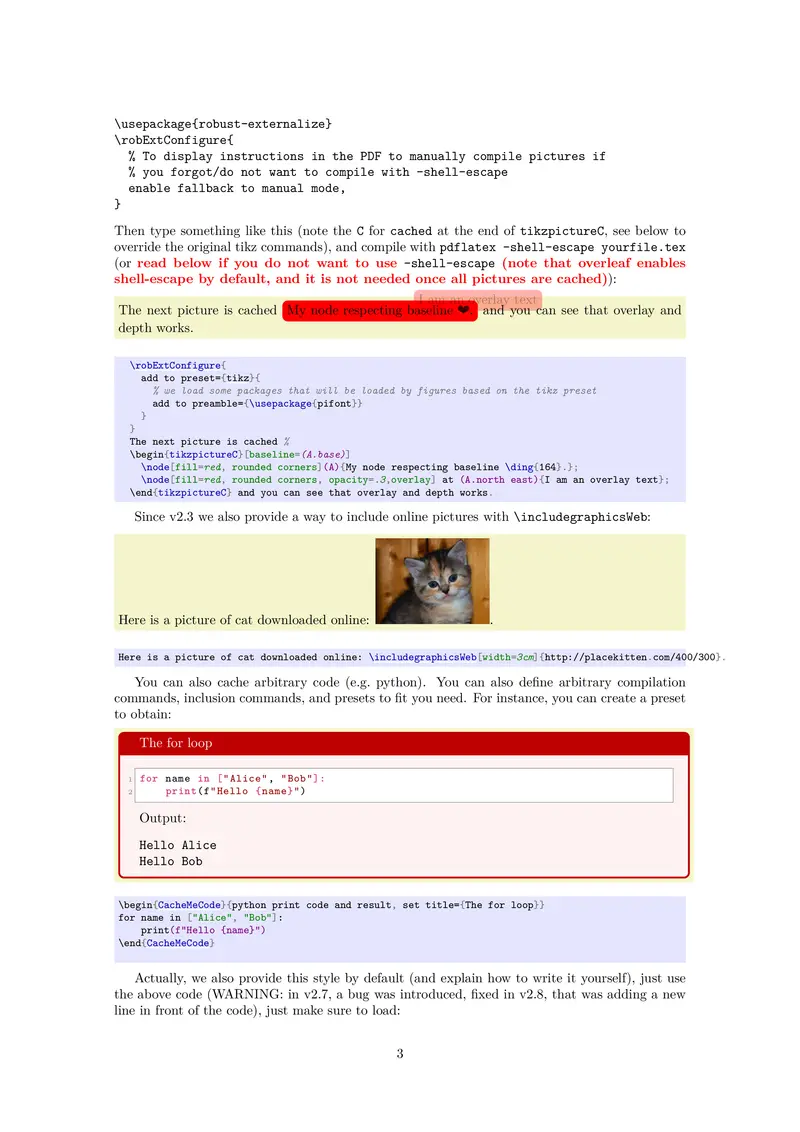 \usepackage{robust-externalize}
\robExtConfigure{
% To display instructions in the PDF to manually compile pictures if
% you forgot/do not want to compile with -shell-escape
enable fallback to manual mode,
}
Then type something like this (note the C for cached at the end of tikzpictureC, see below to
override the original tikz commands), and compile with pdflatex -shell-escape yourfile.tex
(or read below if you do not want to use -shell-escape (note that overleaf enables
shell-escape by default, and it is not needed once all pictures are cached)):
I am an overlay text
The next picture is cached My node respecting baseline ❤. and you can see that overlay and
depth works.
\robExtConfigure{
add to preset={tikz}{
% we load some packages that will be loaded by figures based on the tikz preset
add to preamble={\usepackage{pifont}}
}
}
The next picture is cached %
\begin{tikzpictureC}[baseline=(A.base)]
\node[fill=red, rounded corners](A){My node respecting baseline \ding{164}.};
\node[fill=red, rounded corners, opacity=.3,overlay] at (A.north east){I am an overlay text};
\end{tikzpictureC} and you can see that overlay and depth works.
Since v2.3 we also provide a way to include online pictures with \includegraphicsWeb:
Here is a picture of cat downloaded online: .
Here is a picture of cat downloaded online: \includegraphicsWeb[width=3cm]{http://placekitten.com/400/300}.
You can also cache arbitrary code (e.g. python). You can also define arbitrary compilation
commands, inclusion commands, and presets to fit you need. For instance, you can create a preset
to obtain:
The for loop
1 for name in ["Alice", "Bob"]:
2 print(f"Hello {name}")
Output:
Hello Alice
Hello Bob
\begin{CacheMeCode}{python print code and result, set title={The for loop}}
for name in ["Alice", "Bob"]:
print(f"Hello {name}")
\end{CacheMeCode}
Actually, we also provide this style by default (and explain how to write it yourself), just use
the above code (WARNING: in v2.7, a bug was introduced, fixed in v2.8, that was adding a new
line in front of the code), just make sure to load:
3